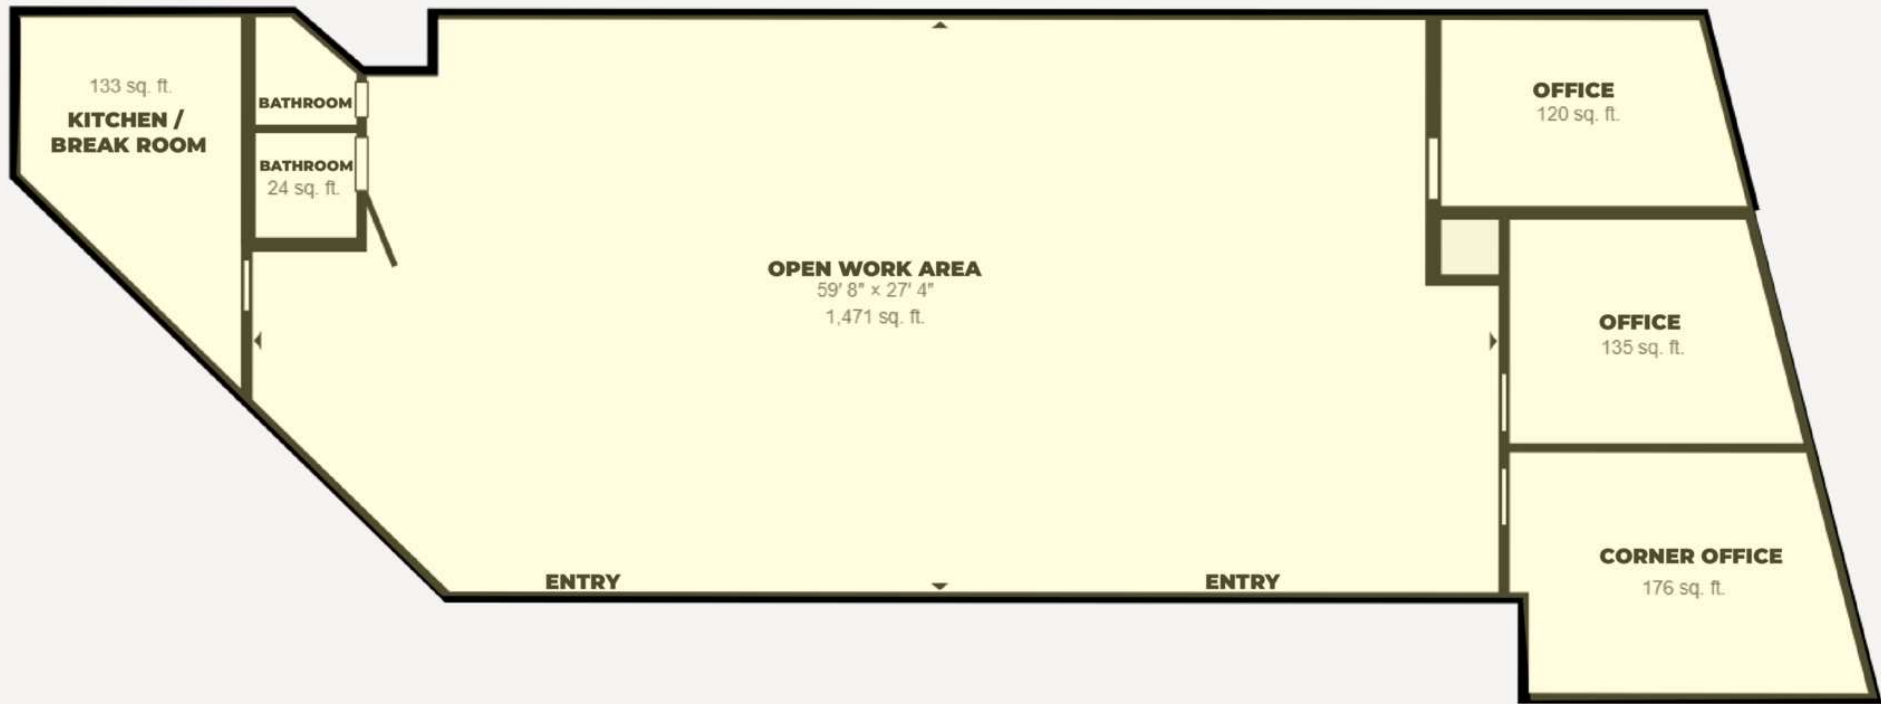 133 sq. ft.
KITCHEN /
BREAK ROOM
BATHROOM
BATHROOM
24 sq. ft.
OPEN WORK AREA
59' 8" × 27' 4"
1,471 sq. ft.
ENTRY
ENTRY
OFFICE
120 sq. ft.
OFFICE
135 sq. ft.
CORNER OFFICE
176 sq. ft.